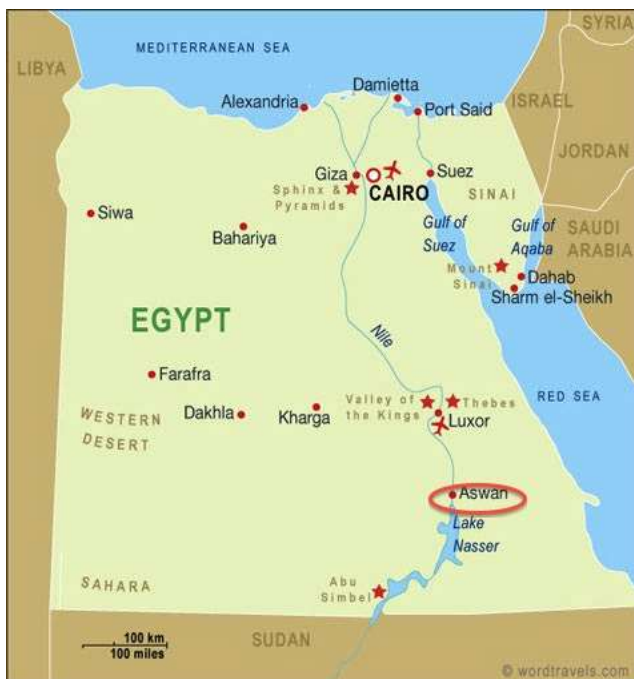 SYRIA
MEDITERRANEAN SEA
LIBYA
Damietta
Alexandria
Port Said
ISRAEL
JORDAN
Giza
CAIRO
Suez
Sphinx &
Pyramids
SINAI
Siwa
Bahariya
Gulf of
Suez
Gulf of
Aqaba
SAUDI
ARABIA
Mount
Sinai
Dahab
Sharm el-Sheikh
EGYPT
Nile
Farafra
RED SEA
Valley of
the Kings
Thebes
Luxor
WESTERN
DESERT
Dakhla
Kharga
Aswan
Lake
Nasser
SAHARA
Abu
Simbel
100 km
100 miles
SUDAN
© wordtravels.com